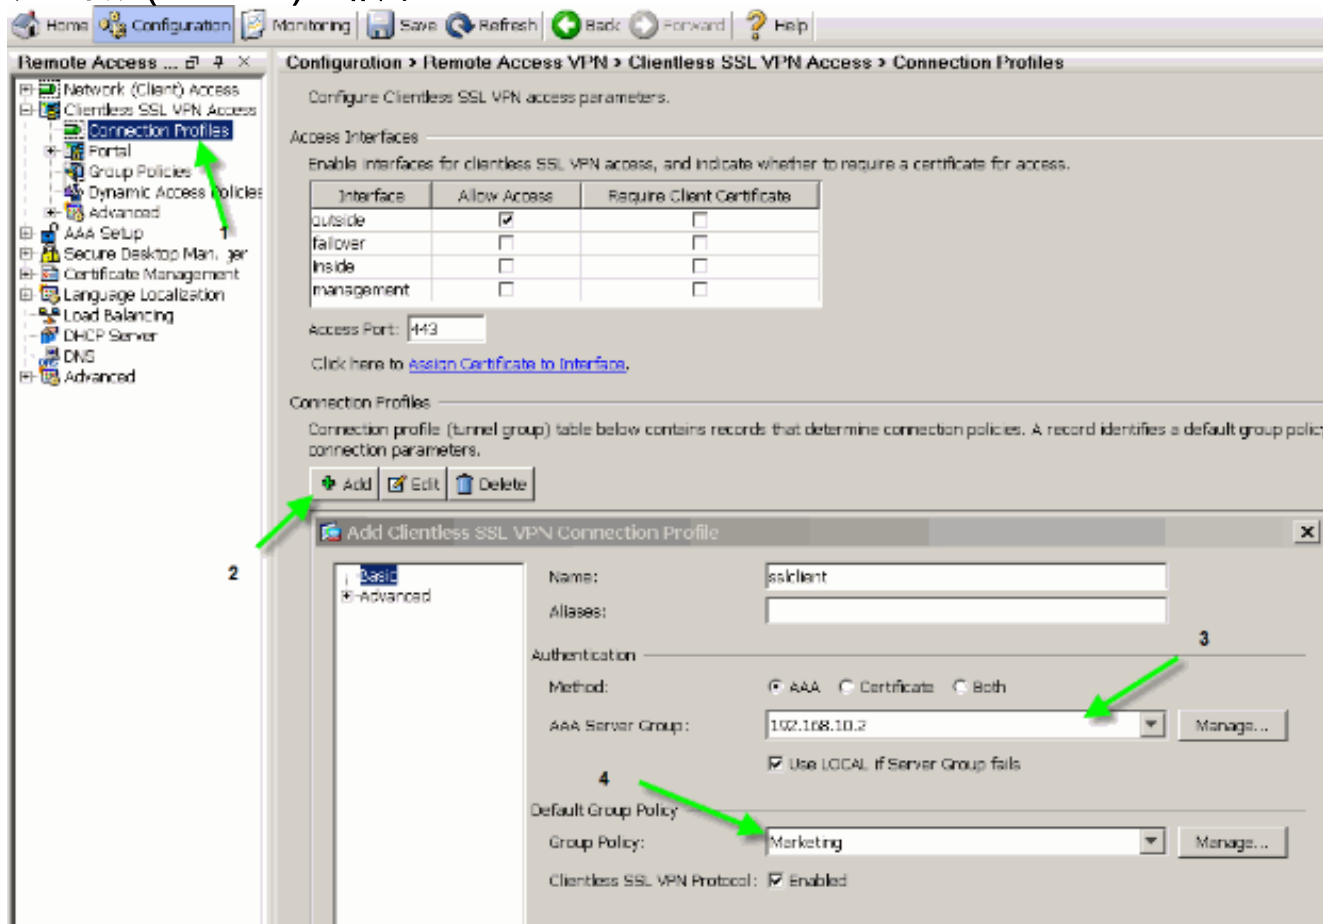 Home Configuration Monitoring Save Refresh Back Forward Help
Remote Access ...
Configuration > Remote Access VPN > Clientless SSL VPN Access > Connection Profiles
Network (Client) Access
Clientless SSL VPN Access
Connection Profiles
Portal
Group Policies
Dynamic Access Policies
Advanced
AAA Setup
1
Secure Desktop Man. ger
Certificate Management
Language Localization
Load Balancing
DHCP Server
DNS
Advanced
Configure Clientless SSL VPN access parameters.
Access Interfaces
Enable interfaces for clientless SSL VPN access, and indicate whether to require a certificate for access.
Interface Allow Access Require Client Certificate
outside
failover
inside
management
Access Port: 443
Click here to Assign Certificate to Interface.
Connection Profiles
Connection profile (tunnel group) table below contains records that determine connection policies. A record identifies a default group policy
connection parameters.
Add Edit Delete
2
Add Clientless SSL VPN Connection Profile
Basic
Advanced
Name: sslclient
Aliases:
3
Authentication
Method: AAA Certificate Both
AAA Server Group: 192.168.10.2 Manage...
Use LOCAL if Server Group fails
4
Default Group Policy
Group Policy: Marketing Manage...
Clientless SSL VPN Protocol: Enabled